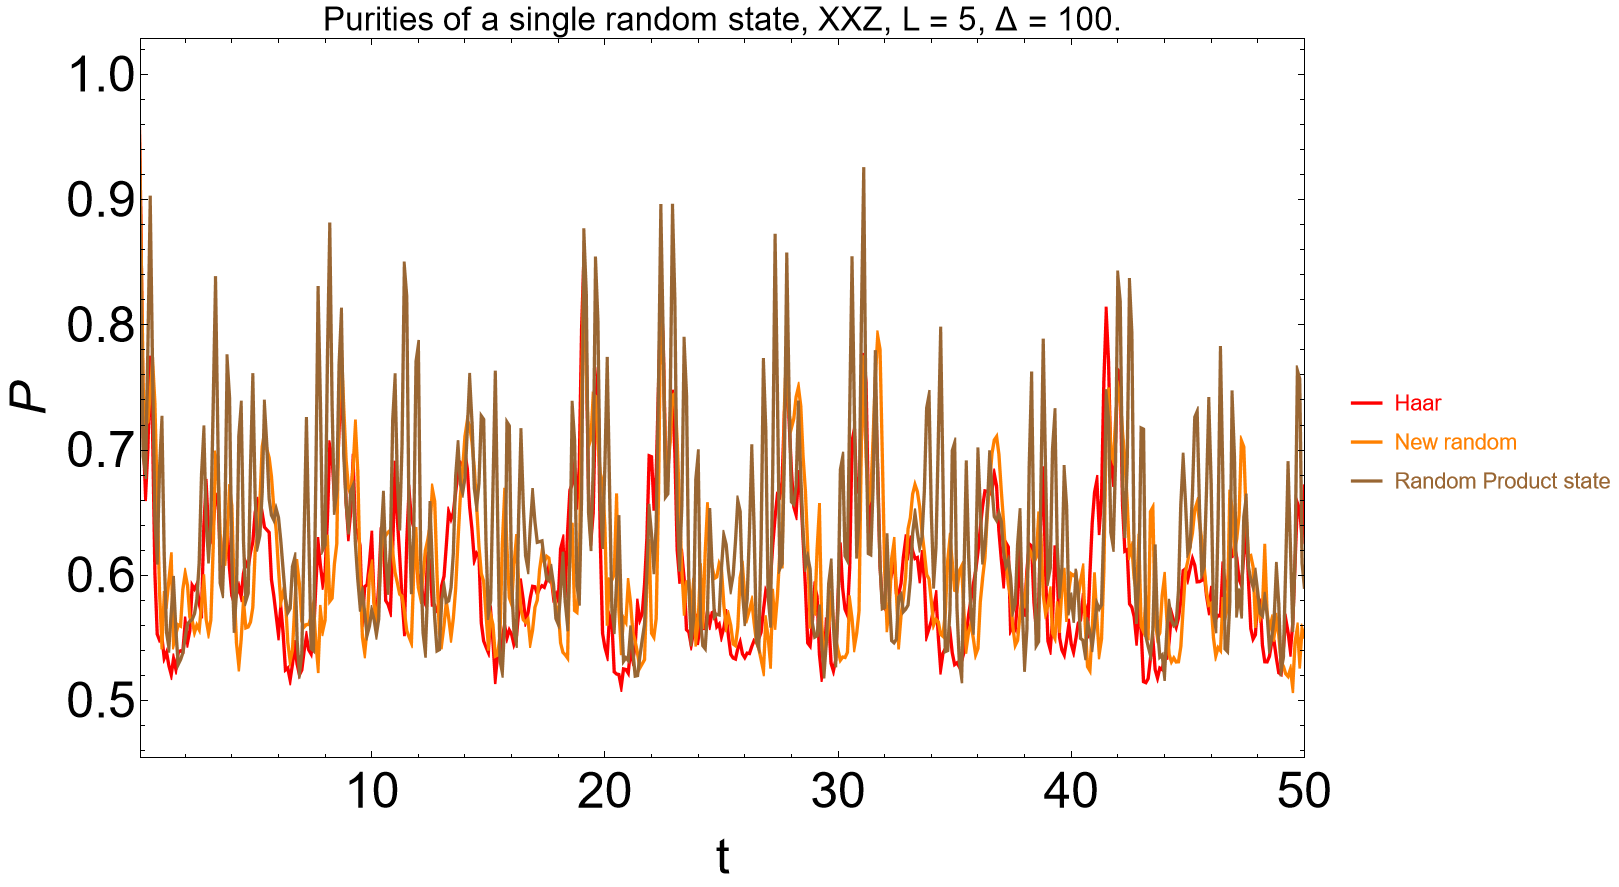 Purities of a single random state, XXZ, L = 5, Δ = 100.
1.0
0.9
0.8
0.7
0.6
0.5
P
10 20 30 40 50
t
Haar
New random
Random Product state